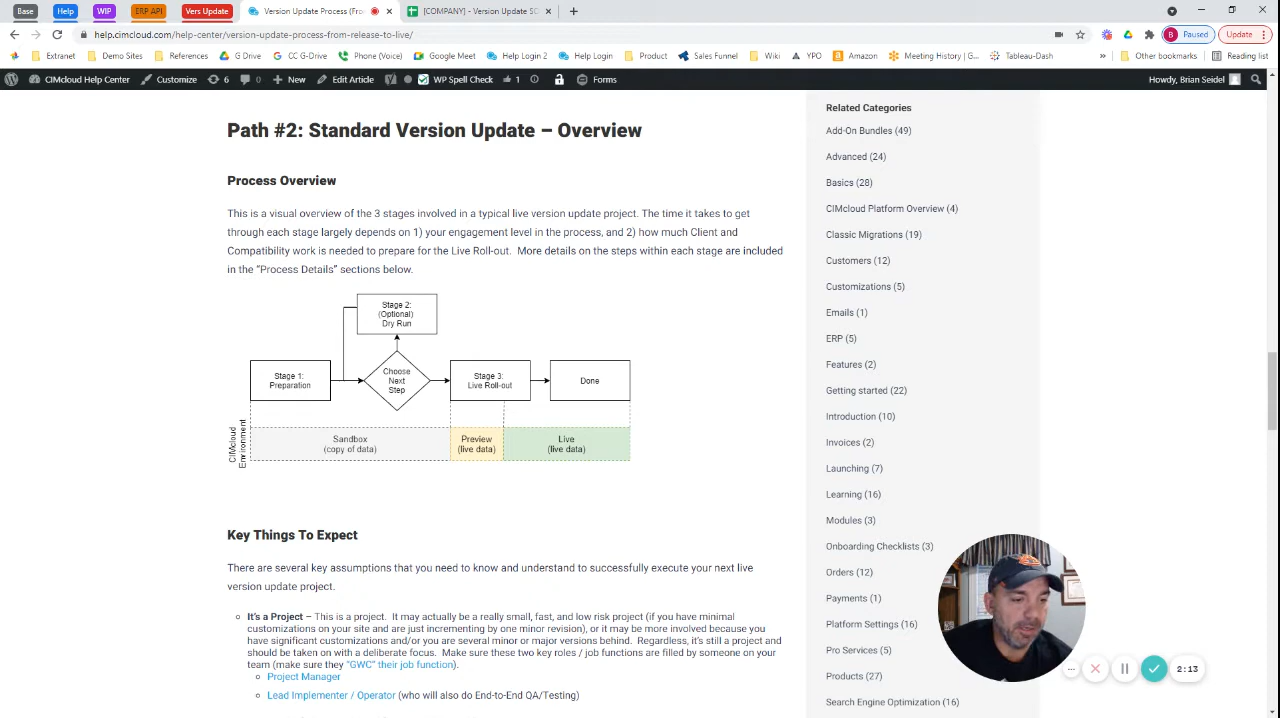 Base
Help
WIP
ERP API
Vers Update
Version Update Process (Fro
[COMPANY] - Version Update SC
help.cimcloud.com/help-center/version-update-process-from-release-to-live/
B Paused
Update
Extranet
Demo Sites
References
G Drive
CC G-Drive
Phone (Voice)
Google Meet
Help Login 2
Help Login
Product
Sales Funnel
Wiki
YPO
Amazon
Meeting History | G...
Tableau-Dash
»
Other bookmarks
Reading list
CIMcloud Help Center
Customize
6
0
New
Edit Article
WP Spell Check
1
Forms
Howdy, Brian Seidel
Path #2: Standard Version Update – Overview
Process Overview
This is a visual overview of the 3 stages involved in a typical live version update project. The time it takes to get
through each stage largely depends on 1) your engagement level in the process, and 2) how much Client and
Compatibility work is needed to prepare for the Live Roll-out. More details on the steps within each stage are included
in the “Process Details” sections below.
Stage 2:
(Optional)
Dry Run
Stage 1:
Preparation
Choose
Next
Step
Stage 3:
Live Roll-out
Done
CIMcloud
Environment
Sandbox
(copy of data)
Preview
(live data)
Live
(live data)
Key Things To Expect
There are several key assumptions that you need to know and understand to successfully execute your next live
version update project.
It’s a Project – This is a project. It may actually be a really small, fast, and low risk project (if you have minimal
customizations on your site and are just incrementing by one minor revision), or it may be more involved because you
have significant customizations and/or you are several minor or major versions behind. Regardless, it’s still a project and
should be taken on with a deliberate focus. Make sure these two key roles / job functions are filled by someone on your
team (make sure they “GWC” their job function).
Project Manager
Lead Implementer / Operator (who will also do End-to-End QA/Testing)
Related Categories
Add-On Bundles (49)
Advanced (24)
Basics (28)
CIMcloud Platform Overview (4)
Classic Migrations (19)
Customers (12)
Customizations (5)
Emails (1)
ERP (5)
Features (2)
Getting started (22)
Introduction (10)
Invoices (2)
Launching (7)
Learning (16)
Modules (3)
Onboarding Checklists (3)
Orders (12)
Payments (1)
Platform Settings (16)
Pro Services (5)
Products (27)
Search Engine Optimization (16)
2:13